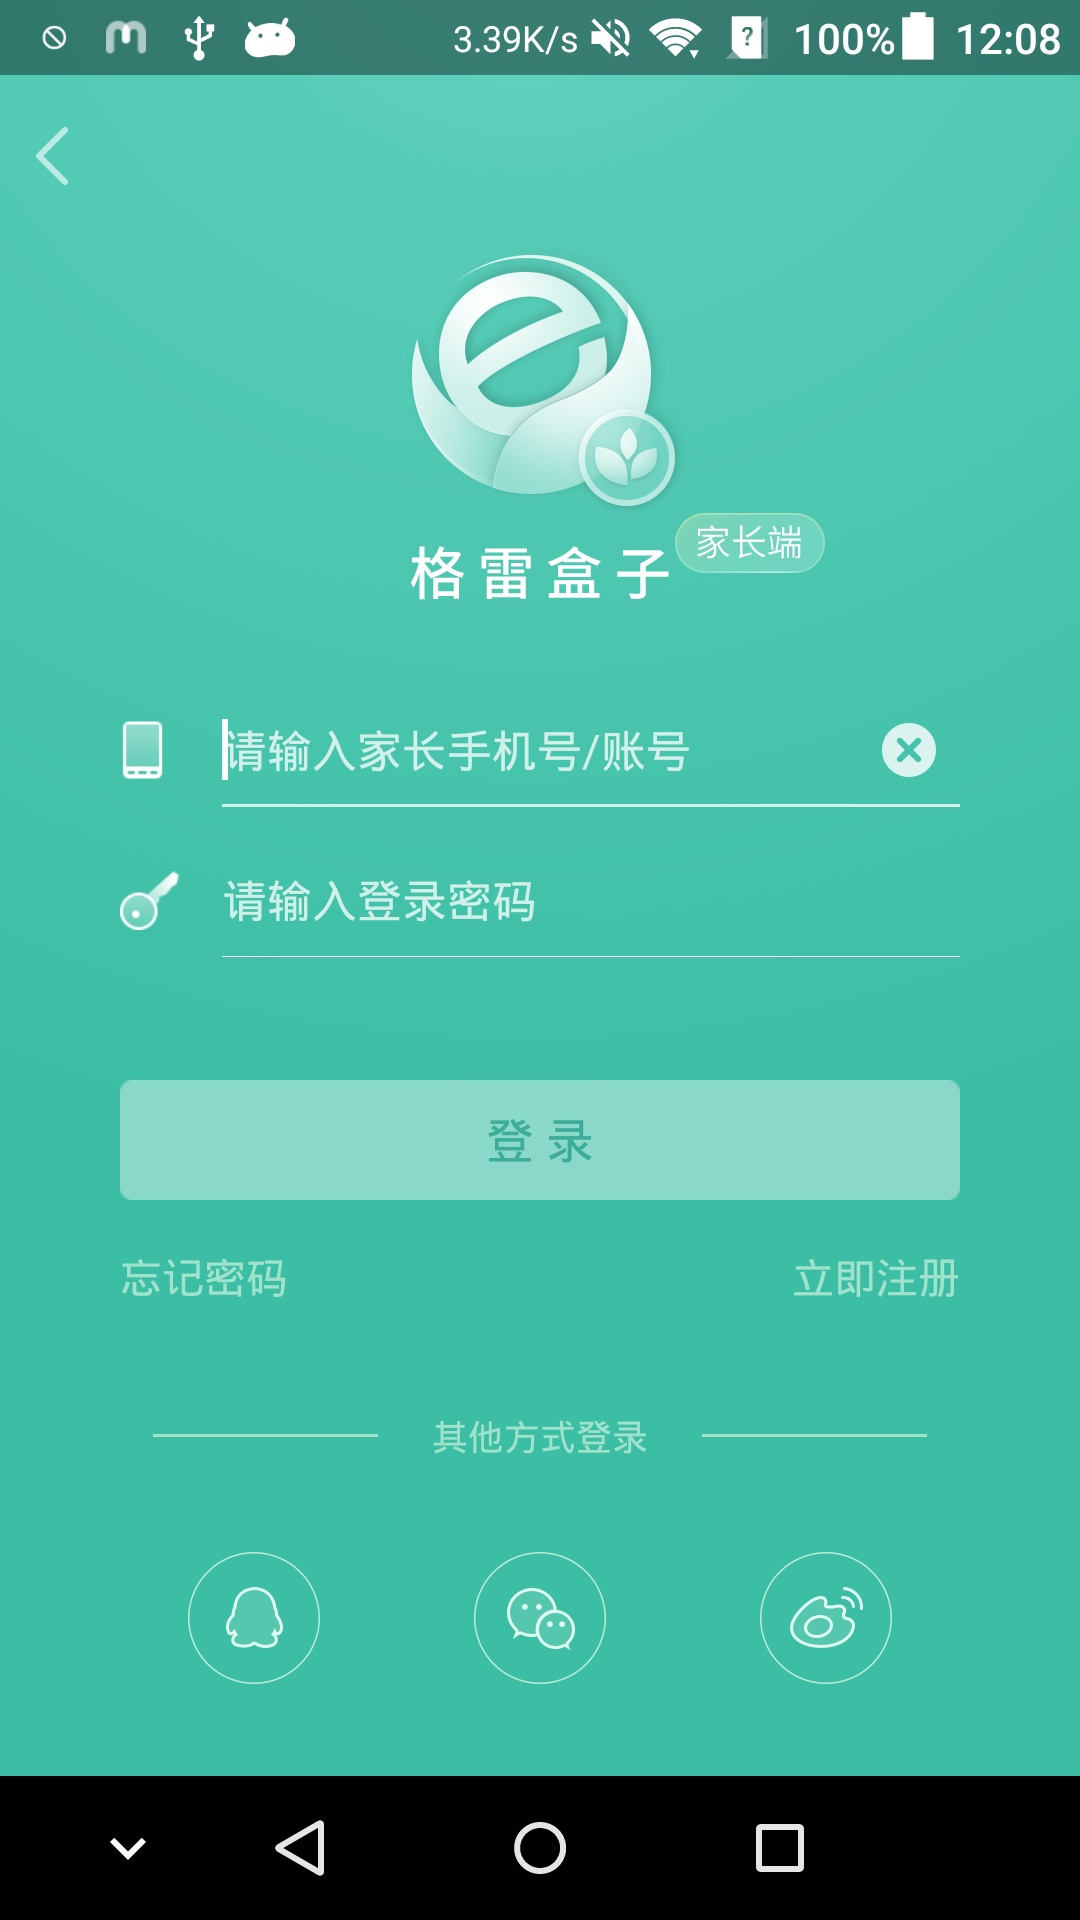 3.39K/s 100% 12:08
家长端
格雷盒子
请输入家长手机号/账号
请输入登录密码
登 录
忘记密码 立即注册
其他方式登录